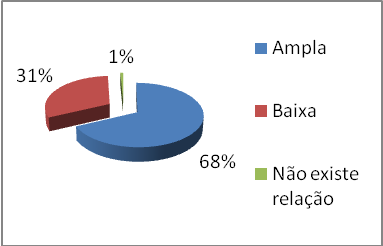 1%
Ampla
31%
Baixa
68%
Não existe
relação